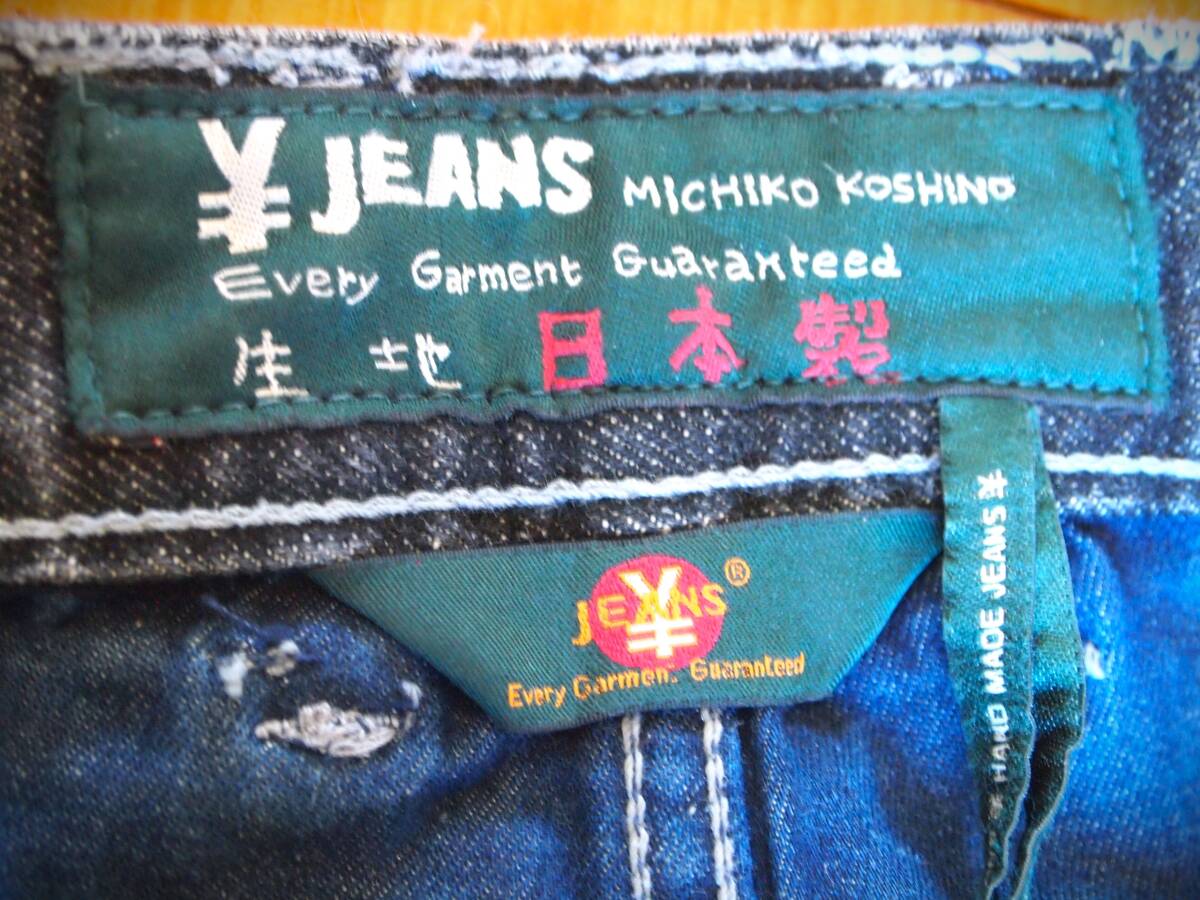 ¥ JEANS MICHIKO KOSHINO
Every Garment Guaranteed
生地 日本製
¥ JEANS ®
Every Garment Guaranteed
HAND MADE JEANS ¥